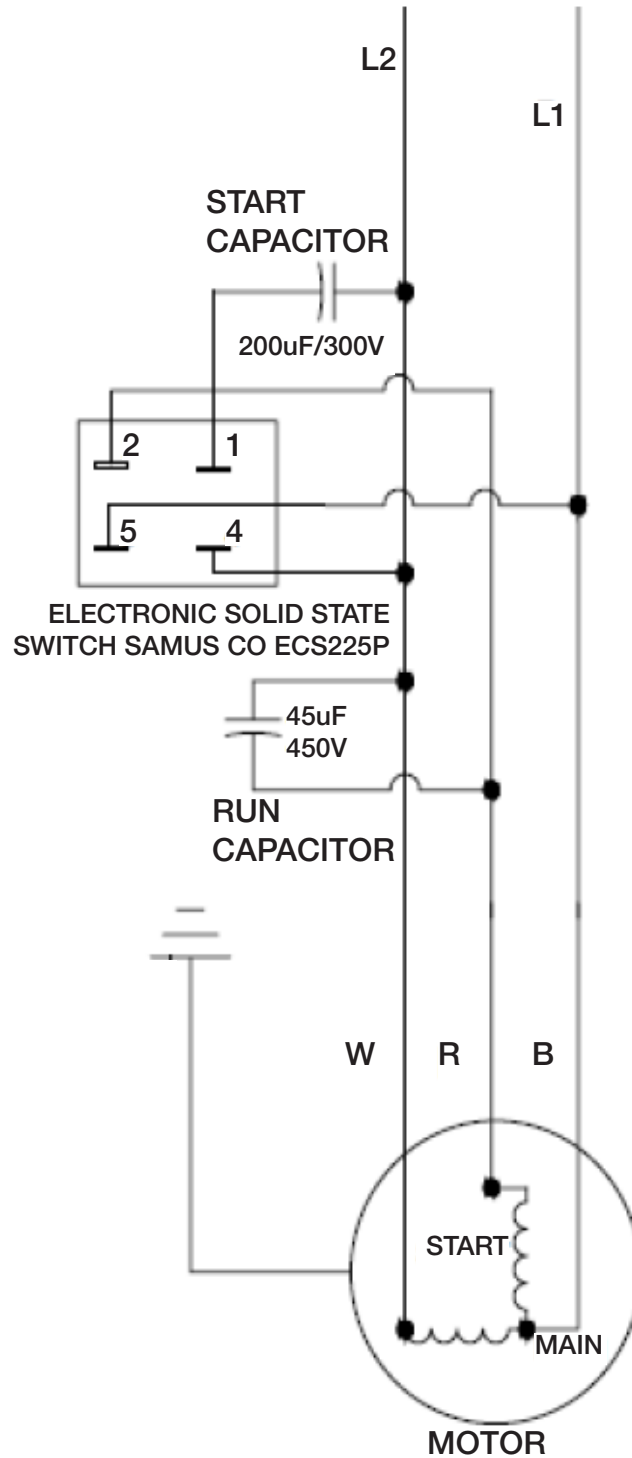 L2
L1
START
CAPACITOR
200uF/300V
2 1
5 4
ELECTRONIC SOLID STATE
SWITCH SAMUS CO ECS225P
45uF
450V
RUN
CAPACITOR
W R B
START
MAIN
MOTOR